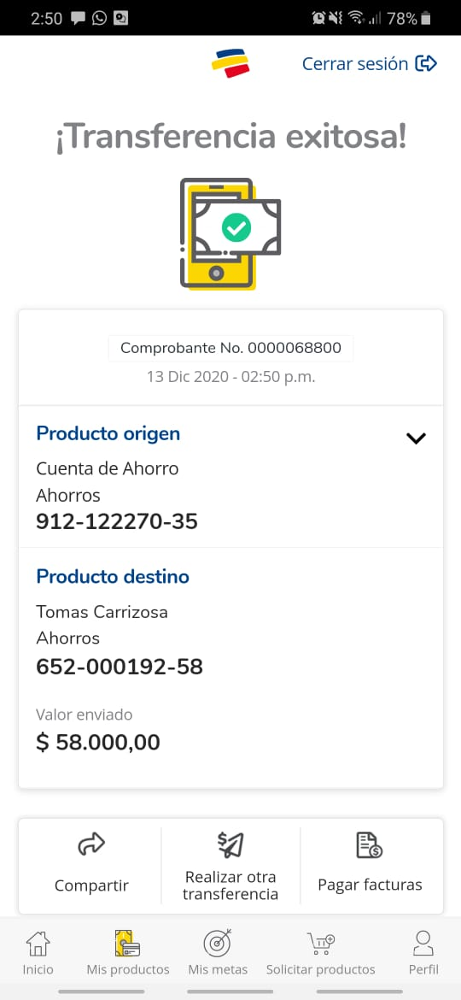 2:50
78%
Cerrar sesión
¡Transferencia exitosa!
Comprobante No. 0000068800
13 Dic 2020 - 02:50 p.m.
Producto origen
Cuenta de Ahorro
Ahorros
912-122270-35
Producto destino
Tomas Carrizosa
Ahorros
652-000192-58
Valor enviado
$ 58.000,00
Compartir
Realizar otra
transferencia
Pagar facturas
Inicio
Mis productos
Mis metas
Solicitar productos
Perfil